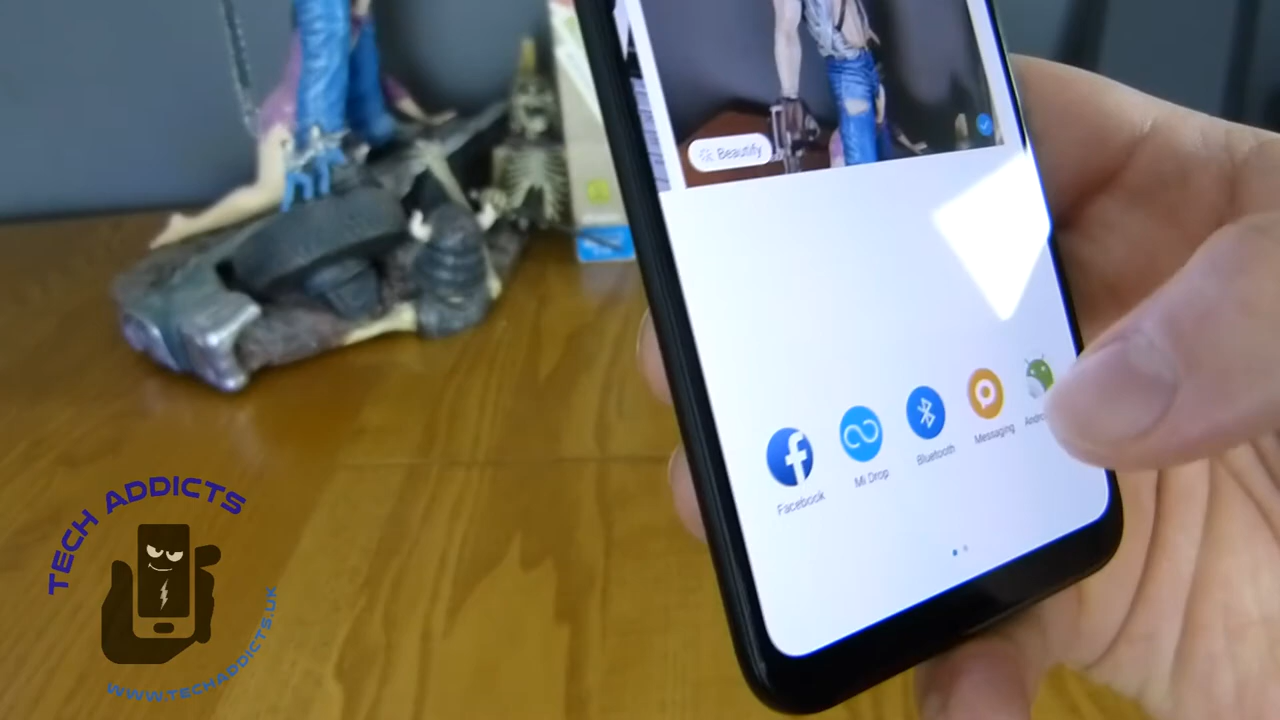 Beautify
Facebook
Mi Drop
Bluetooth
Messaging
TECH ADDICTS
WWW.TECHADDICTS.UK